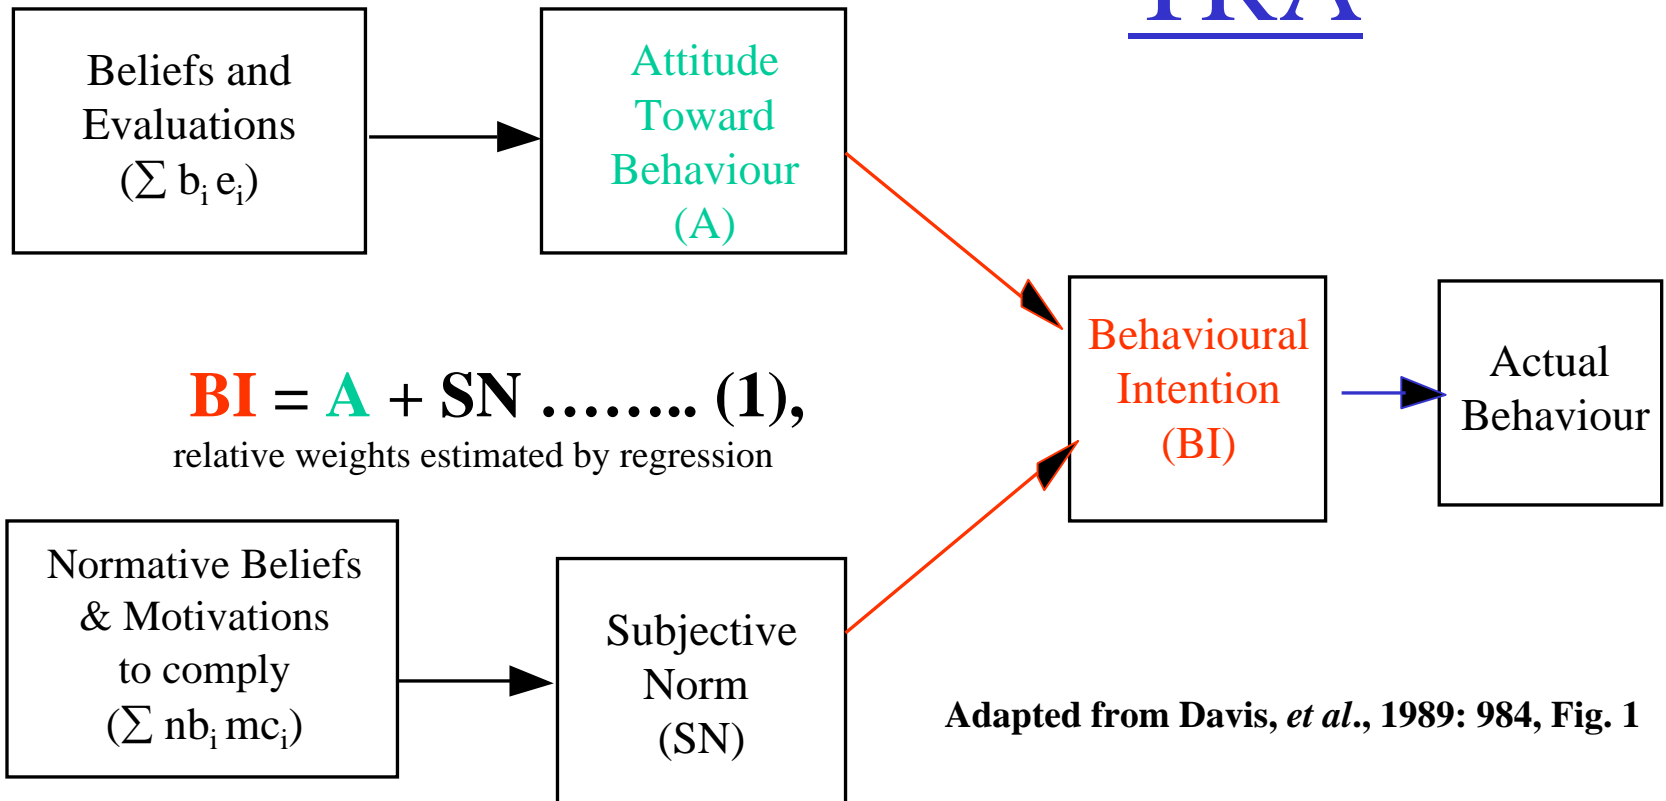 TRA
Beliefs and
Evaluations
(∑ bᵢ eᵢ)
Attitude
Toward
Behaviour
(A)
BI = A + SN …….. (1),
relative weights estimated by regression
Behavioural
Intention
(BI)
Actual
Behaviour
Normative Beliefs
& Motivations
to comply
(∑ nbᵢ mcᵢ)
Subjective
Norm
(SN)
Adapted from Davis, et al., 1989: 984, Fig. 1